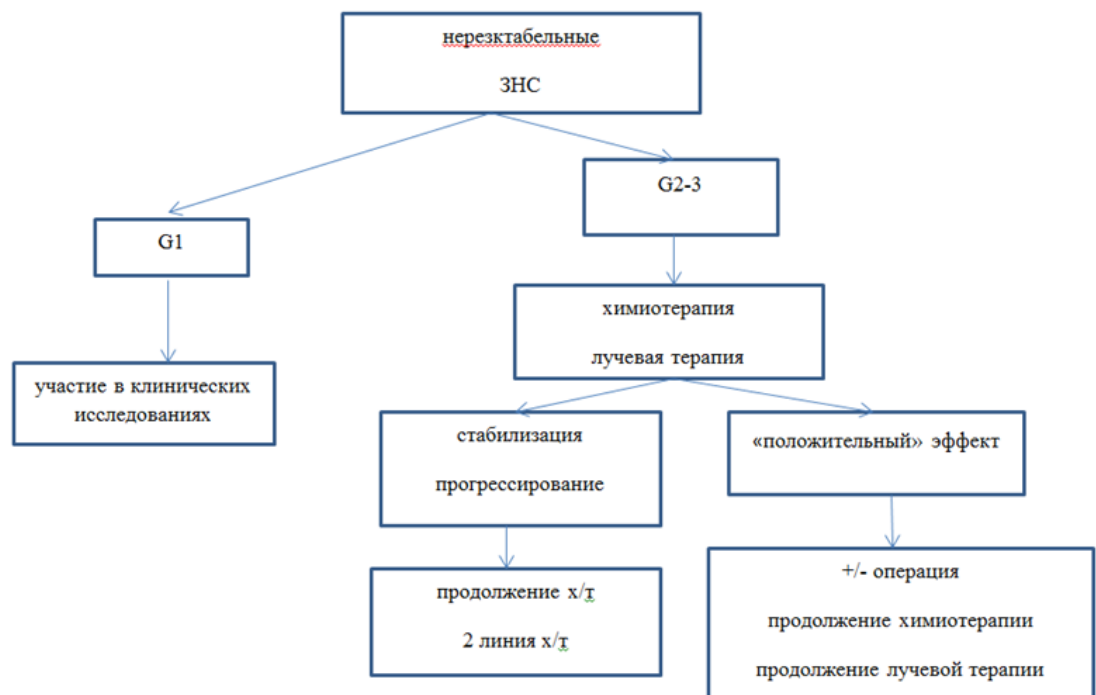 нерезктабельные
ЗНС
G2-3
G1
химиотерапия
лучевая терапия
участие в клинических
исследованиях
стабилизация
прогрессирование
«положительный» эффект
продолжение х/т
2 линия х/т
+/- операция
продолжение химиотерапии
продолжение лучевой терапии